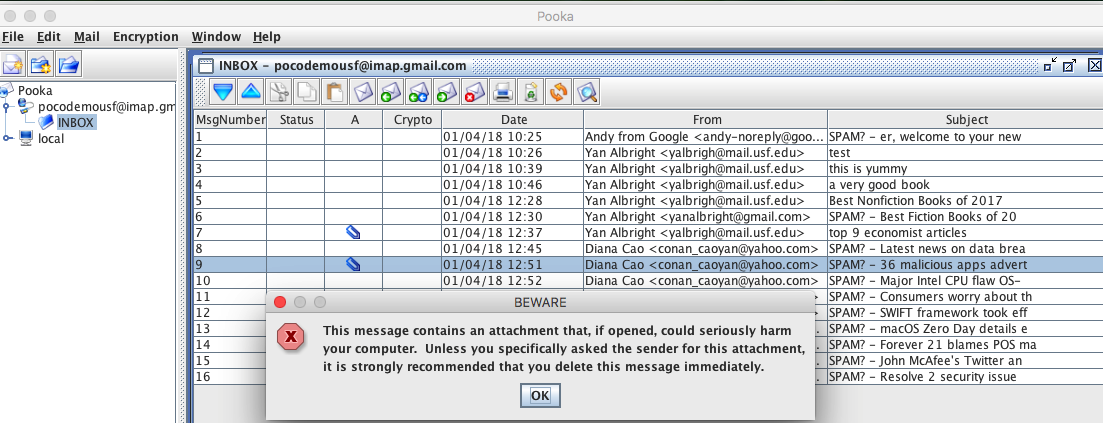 Pooka
File Edit Mail Encryption Window Help
INBOX – pocodemousf@imap.gmail.com
Pooka
pocodemousf@imap.gm
INBOX
local
MsgNumber Status A Crypto Date From Subject
1 01/04/18 10:25 Andy from Google <andy-noreply@goo... SPAM? – er, welcome to your new
2 01/04/18 10:26 Yan Albright <yalbrigh@mail.usf.edu> test
3 01/04/18 10:39 Yan Albright <yalbrigh@mail.usf.edu> this is yummy
4 01/04/18 10:46 Yan Albright <yalbrigh@mail.usf.edu> a very good book
5 01/04/18 12:28 Yan Albright <yalbrigh@mail.usf.edu> Best Nonfiction Books of 2017
6 01/04/18 12:30 Yan Albright <yanalbright@gmail.com> SPAM? – Best Fiction Books of 20
7 01/04/18 12:37 Yan Albright <yalbrigh@mail.usf.edu> top 9 economist articles
8 01/04/18 12:45 Diana Cao <conan_caoyan@yahoo.com> SPAM? – Latest news on data brea
9 01/04/18 12:51 Diana Cao <conan_caoyan@yahoo.com> SPAM? – 36 malicious apps advert
10 01/04/18 12:52 Diana Cao <conan_caoyan@yahoo.com> SPAM? – Major Intel CPU flaw OS-
11 SPAM? – Consumers worry about th
12 SPAM? – SWIFT framework took eff
13 SPAM? – macOS Zero Day details e
14 SPAM? – Forever 21 blames POS ma
15 SPAM? – John McAfee's Twitter an
16 SPAM? – Resolve 2 security issue
BEWARE
This message contains an attachment that, if opened, could seriously harm
your computer. Unless you specifically asked the sender for this attachment,
it is strongly recommended that you delete this message immediately.
OK